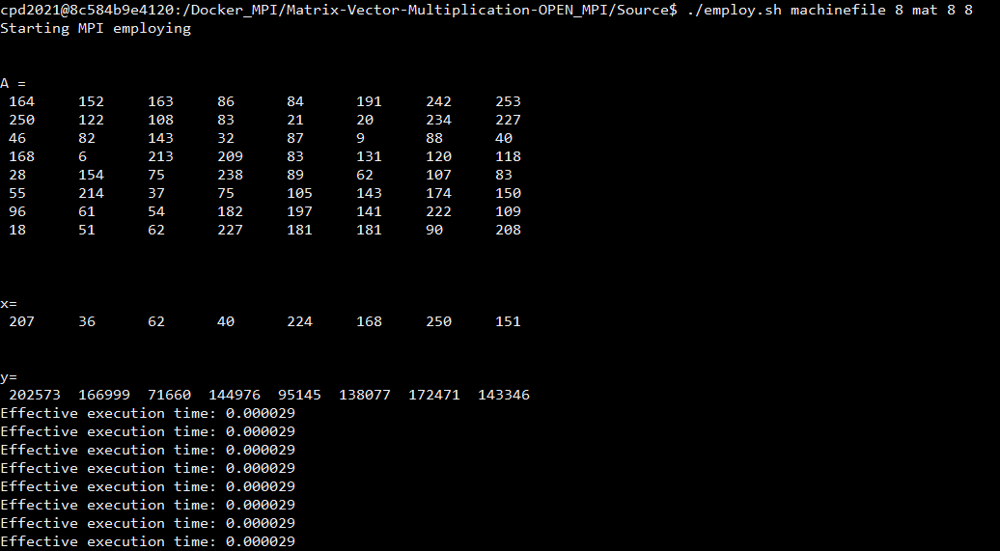 cpd2021@8c584b9e4120:/Docker_MPI/Matrix-Vector-Multiplication-OPEN_MPI/Source$ ./employ.sh machinefile 8 mat 8 8
Starting MPI employing
A =
164 152 163 86 84 191 242 253
250 122 108 83 21 20 234 227
46 82 143 32 87 9 88 40
168 6 213 209 83 131 120 118
28 154 75 238 89 62 107 83
55 214 37 75 105 143 174 150
96 61 54 182 197 141 222 109
18 51 62 227 181 181 90 208
x=
207 36 62 40 224 168 250 151
y=
202573 166999 71660 144976 95145 138077 172471 143346
Effective execution time: 0.000029
Effective execution time: 0.000029
Effective execution time: 0.000029
Effective execution time: 0.000029
Effective execution time: 0.000029
Effective execution time: 0.000029
Effective execution time: 0.000029
Effective execution time: 0.000029